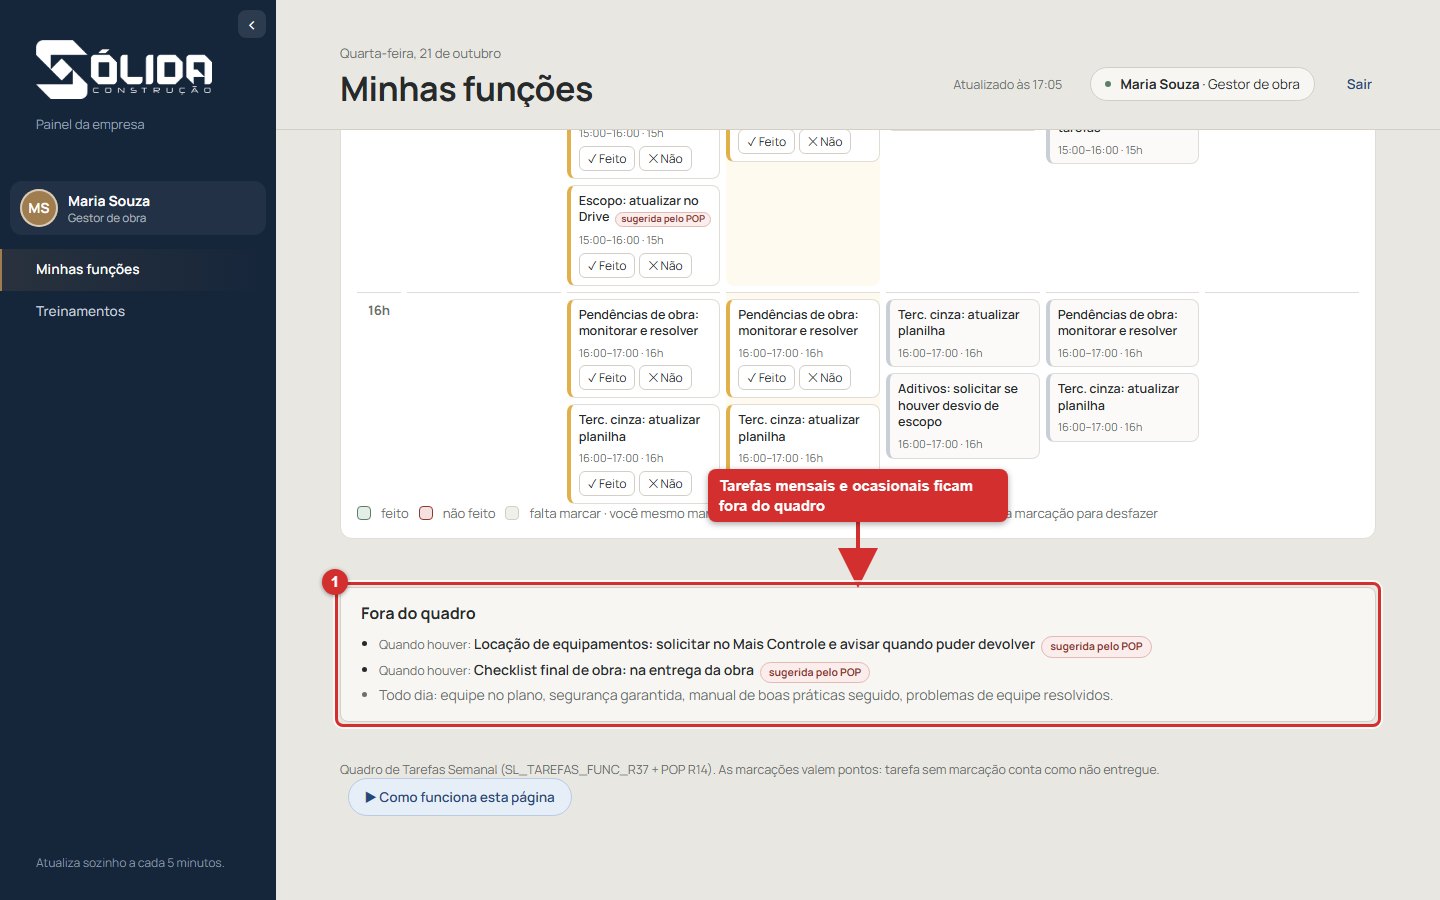 SÓLIDA
CONSTRUÇÃO
Painel da empresa
MS
Maria Souza
Gestor de obra
Minhas funções
Treinamentos
Atualiza sozinho a cada 5 minutos.
Quarta-feira, 21 de outubro
Minhas funções
Atualizado às 17:05
Maria Souza · Gestor de obra
Sair
15:00–16:00 · 15h
✓ Feito
✕ Não
Escopo: atualizar no
Drive sugerida pelo POP
15:00–16:00 · 15h
✓ Feito
✕ Não
✓ Feito
✕ Não
tarefas
15:00–16:00 · 15h
16h
Pendências de obra:
monitorar e resolver
16:00–17:00 · 16h
✓ Feito
✕ Não
Terc. cinza: atualizar
planilha
16:00–17:00 · 16h
✓ Feito
✕ Não
Pendências de obra:
monitorar e resolver
16:00–17:00 · 16h
✓ Feito
✕ Não
Terc. cinza: atualizar
planilha
16:00–17:00 · 16h
Terc. cinza: atualizar
planilha
16:00–17:00 · 16h
Aditivos: solicitar se
houver desvio de
escopo
16:00–17:00 · 16h
Pendências de obra:
monitorar e resolver
16:00–17:00 · 16h
Terc. cinza: atualizar
planilha
16:00–17:00 · 16h
Tarefas mensais e ocasionais ficam
fora do quadro
feito não feito falta marcar · você mesmo mar
a marcação para desfazer
1
Fora do quadro
• Quando houver: Locação de equipamentos: solicitar no Mais Controle e avisar quando puder devolver sugerida pelo POP
• Quando houver: Checklist final de obra: na entrega da obra sugerida pelo POP
• Todo dia: equipe no plano, segurança garantida, manual de boas práticas seguido, problemas de equipe resolvidos.
Quadro de Tarefas Semanal (SL_TAREFAS_FUNC_R37 + POP R14). As marcações valem pontos: tarefa sem marcação conta como não entregue.
▶ Como funciona esta página